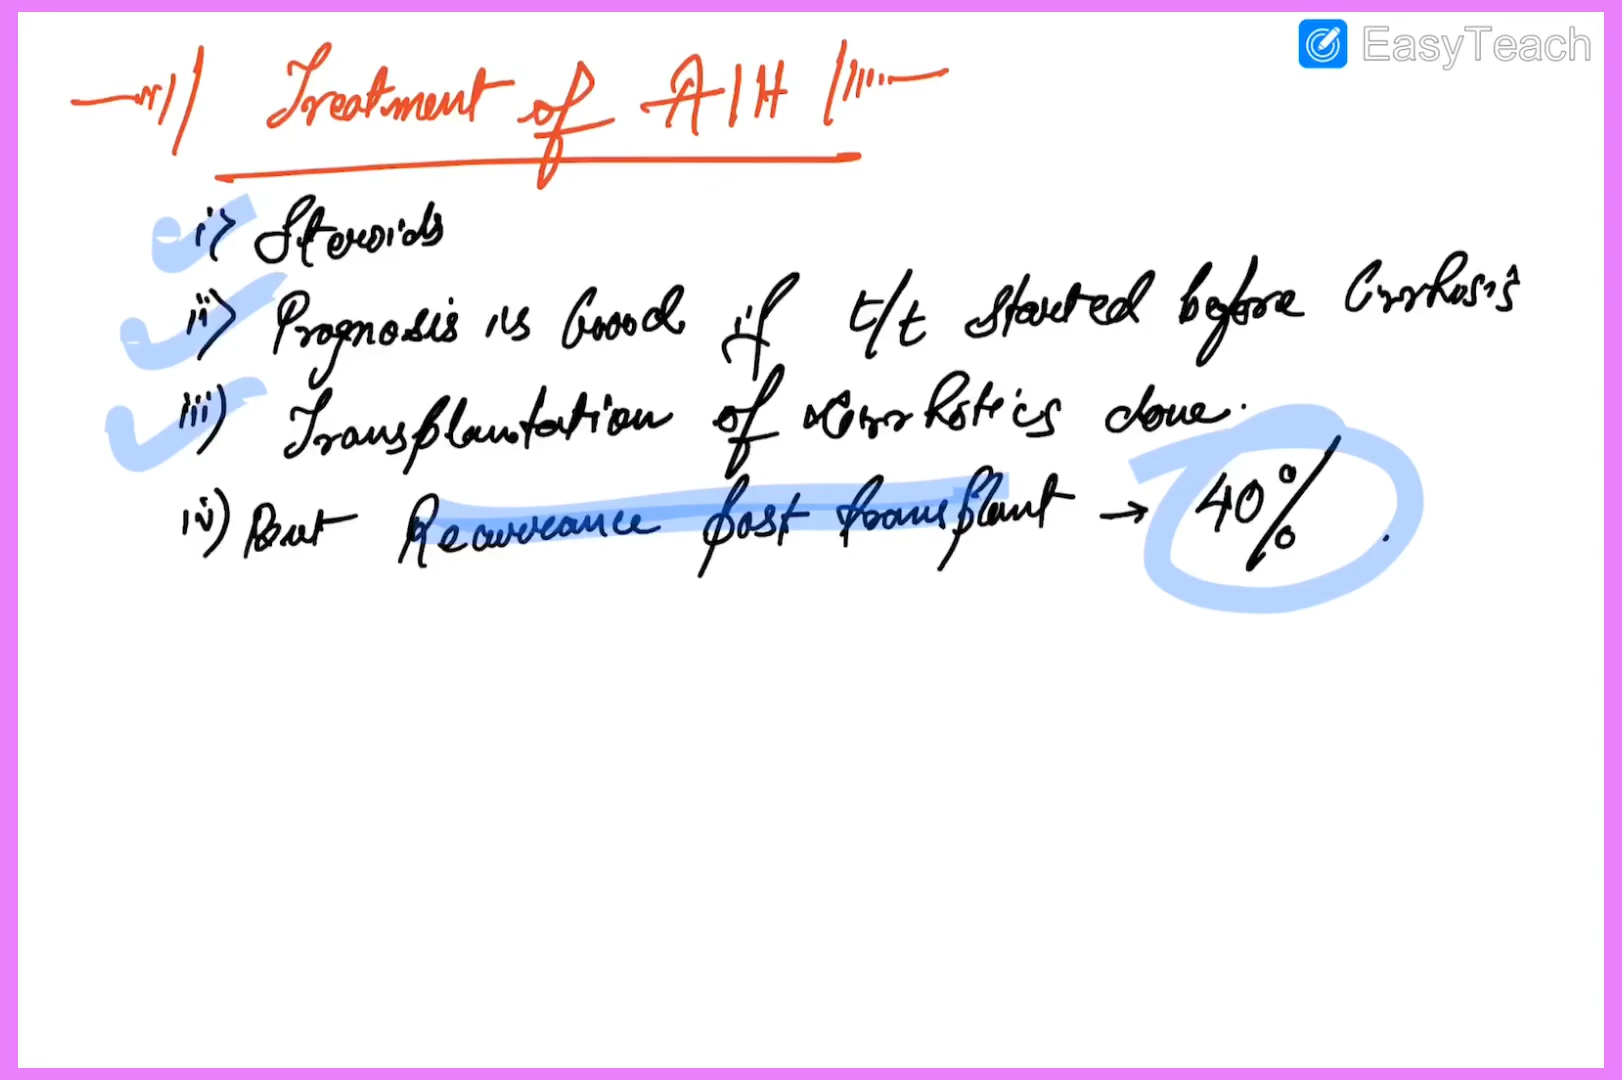 EasyTeach
Treatment of AIH
i) Steroids
ii) Prognosis is Good if t/t started before Cirrhosis
iii) Transplantation of Cirrhotics done.
iv) But Recurrance post transplant → 40%.